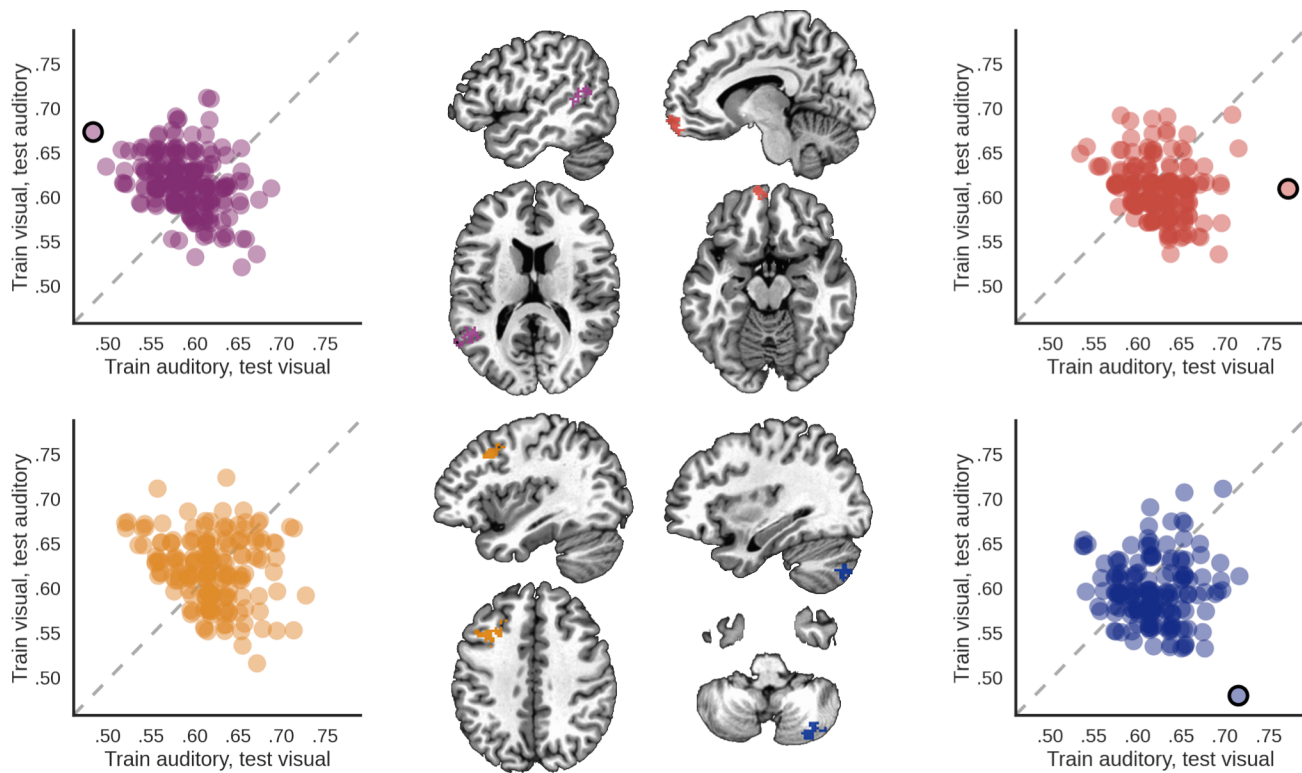 .75
.70
.65
.60
.55
.50
Train visual, test auditory
.50 .55 .60 .65 .70 .75
Train auditory, test visual
.75
.70
.65
.60
.55
.50
Train visual, test auditory
.50 .55 .60 .65 .70 .75
Train auditory, test visual
.75
.70
.65
.60
.55
.50
Train visual, test auditory
.50 .55 .60 .65 .70 .75
Train auditory, test visual
.75
.70
.65
.60
.55
.50
Train visual, test auditory
.50 .55 .60 .65 .70 .75
Train auditory, test visual